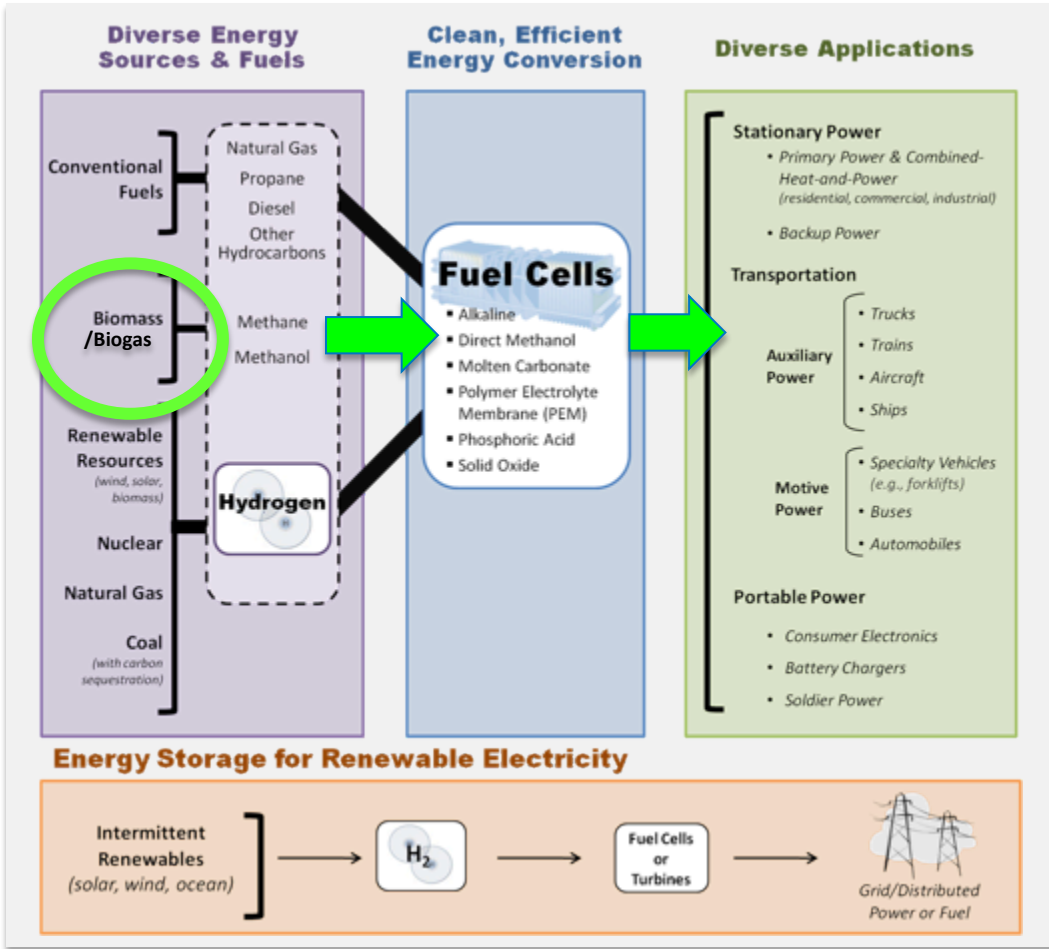 Diverse Energy
Sources & Fuels
Clean, Efficient
Energy Conversion
Diverse Applications
Conventional
Fuels
Biomass
/Biogas
Renewable
Resources
(wind, solar,
biomass)
Nuclear
Natural Gas
Coal
(with carbon
sequestration)
Natural Gas
Propane
Diesel
Other
Hydrocarbons
Methane
Methanol
Hydrogen
H
Fuel Cells
▪ Alkaline
▪ Direct Methanol
▪ Molten Carbonate
▪ Polymer Electrolyte
Membrane (PEM)
▪ Phosphoric Acid
▪ Solid Oxide
Stationary Power
• Primary Power & Combined-
Heat-and-Power
(residential, commercial, industrial)
• Backup Power
Transportation
Auxiliary
Power
• Trucks
• Trains
• Aircraft
• Ships
Motive
Power
• Specialty Vehicles
(e.g., forklifts)
• Buses
• Automobiles
Portable Power
• Consumer Electronics
• Battery Chargers
• Soldier Power
Energy Storage for Renewable Electricity
Intermittent
Renewables
(solar, wind, ocean)
H₂
Fuel Cells
or
Turbines
Grid/Distributed
Power or Fuel